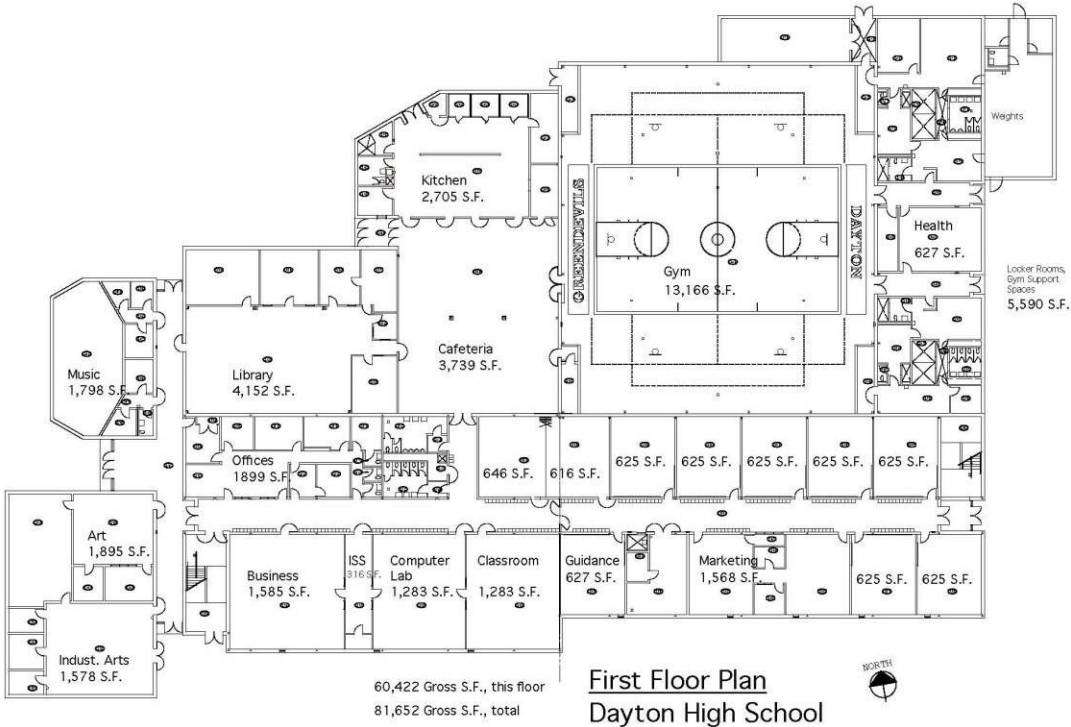 Weights
Kitchen
2,705 S.F.
GREENDEVILS
DAYTON
Health
627 S.F.
Gym
13,166 S.F.
Locker Rooms,
Gym Support
Spaces
5,590 S.F.
Music
1,798 S.F.
Library
4,152 S.F.
Cafeteria
3,739 S.F.
Offices
1899 S.F.
646 S.F.
616 S.F.
625 S.F.
625 S.F.
625 S.F.
625 S.F.
625 S.F.
Art
1,895 S.F.
Business
1,585 S.F.
ISS
316 S.F.
Computer
Lab
1,283 S.F.
Classroom
1,283 S.F.
Guidance
627 S.F.
Marketing
1,568 S.F.
625 S.F.
625 S.F.
Indust. Arts
1,578 S.F.
60,422 Gross S.F., this floor
81,652 Gross S.F., total
First Floor Plan
Dayton High School
NORTH